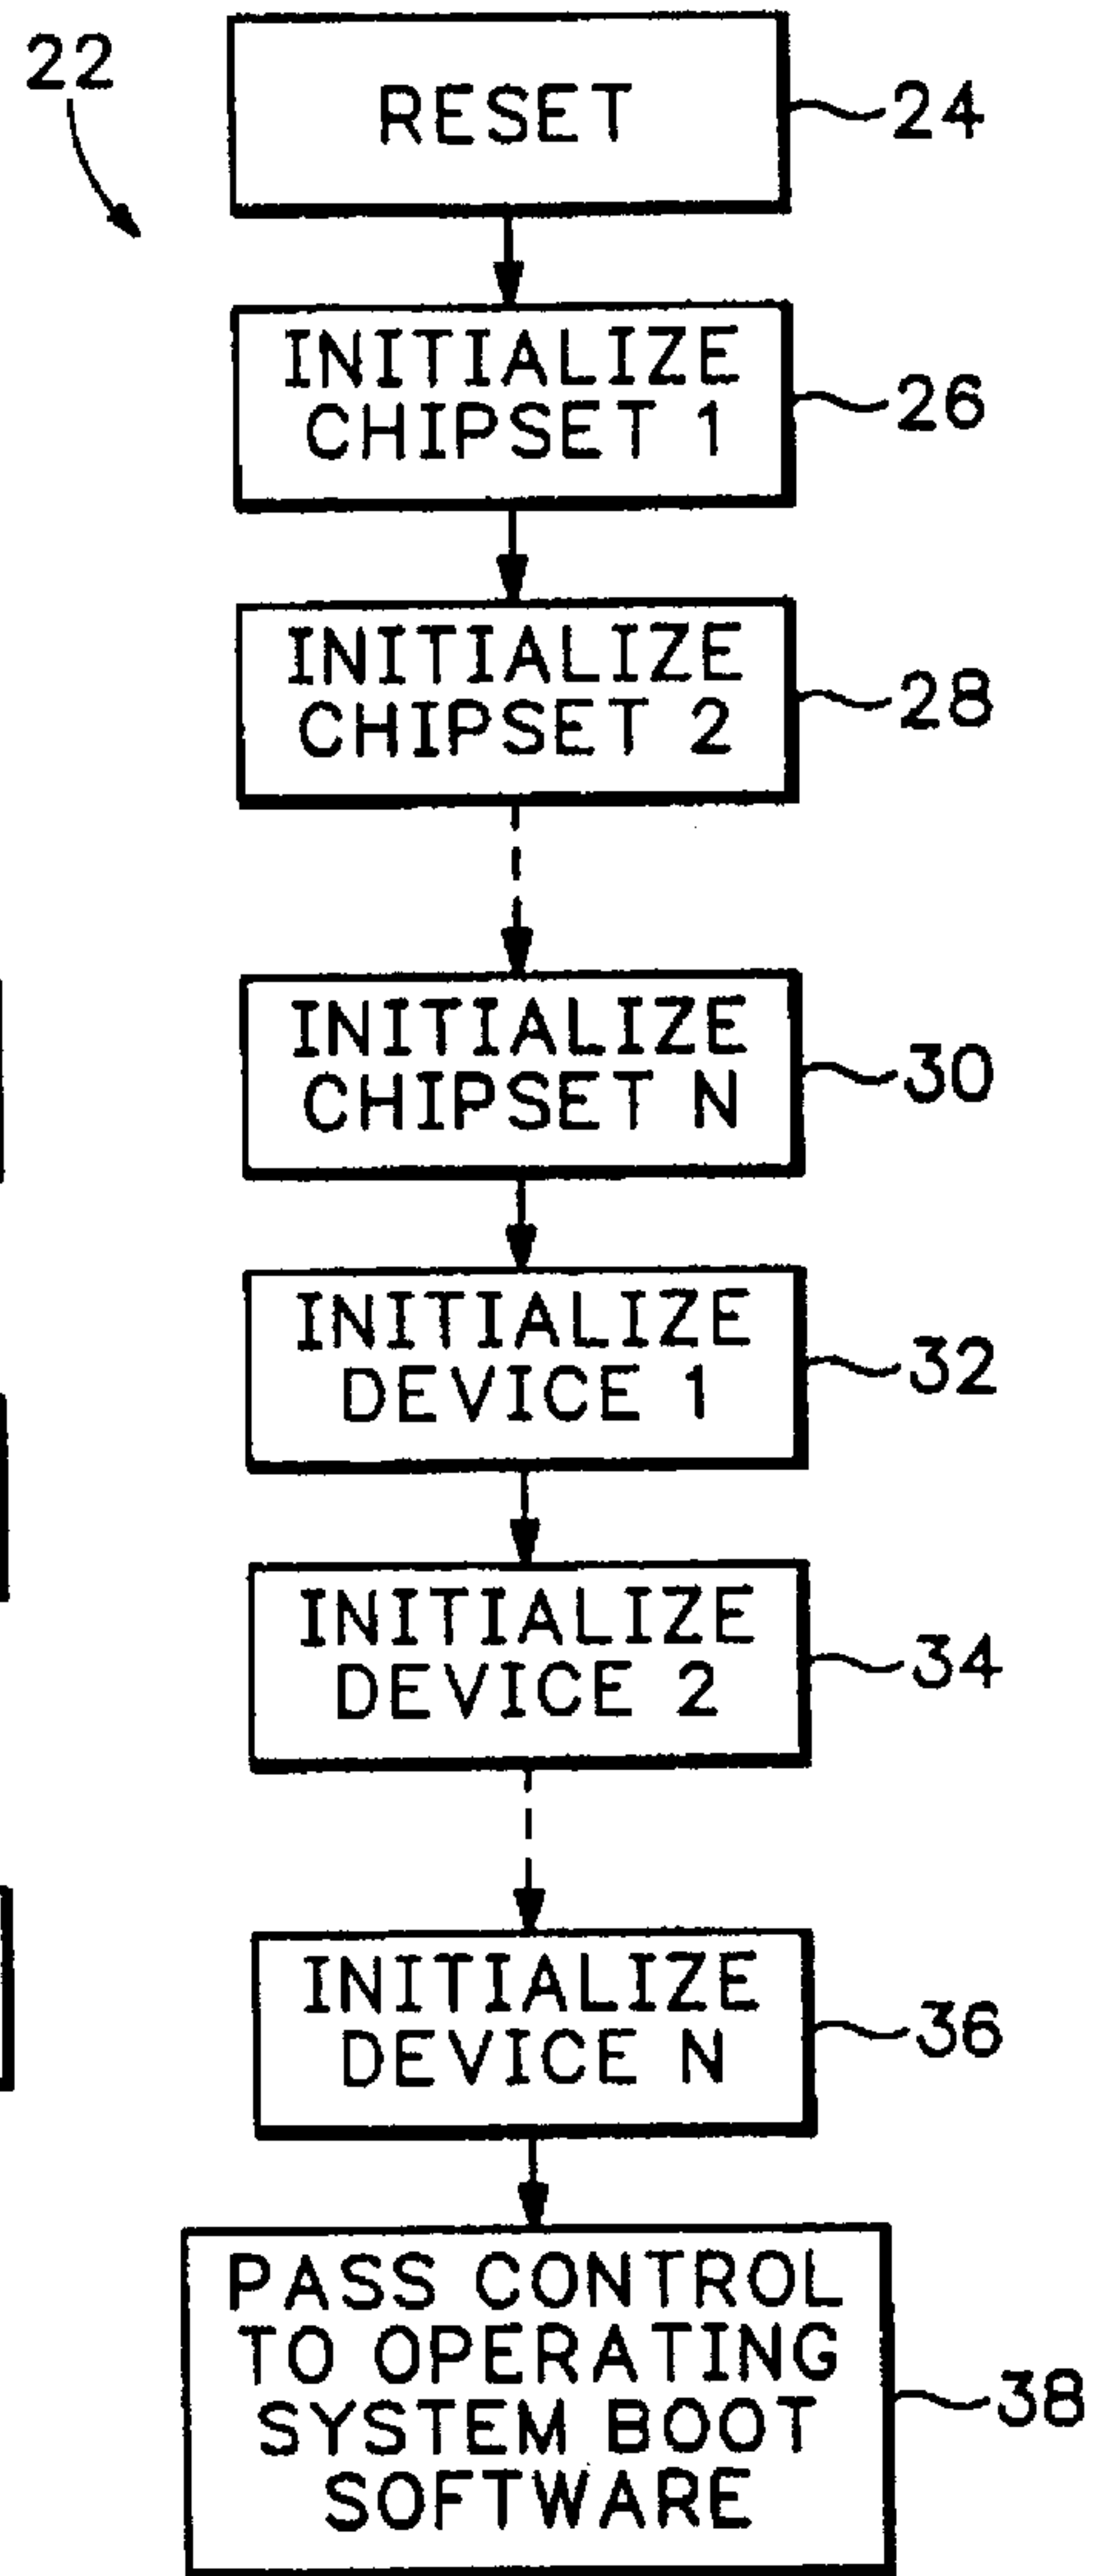 22
RESET
24
INITIALIZE
CHIPSET 1
26
INITIALIZE
CHIPSET 2
28
INITIALIZE
CHIPSET N
30
INITIALIZE
DEVICE 1
32
INITIALIZE
DEVICE 2
34
INITIALIZE
DEVICE N
36
PASS CONTROL
TO OPERATING
SYSTEM BOOT
SOFTWARE
38